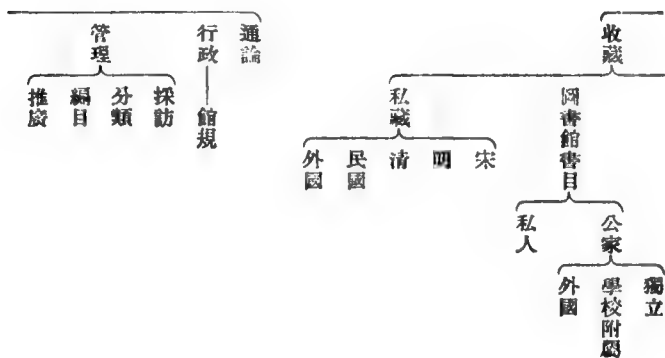 收藏
圖書館書目
公家
獨立
學校附屬
外國
私人
私藏
宋
明
清
民國
外國
通論
行政
館規
管理
採訪
分類
編目
推廣